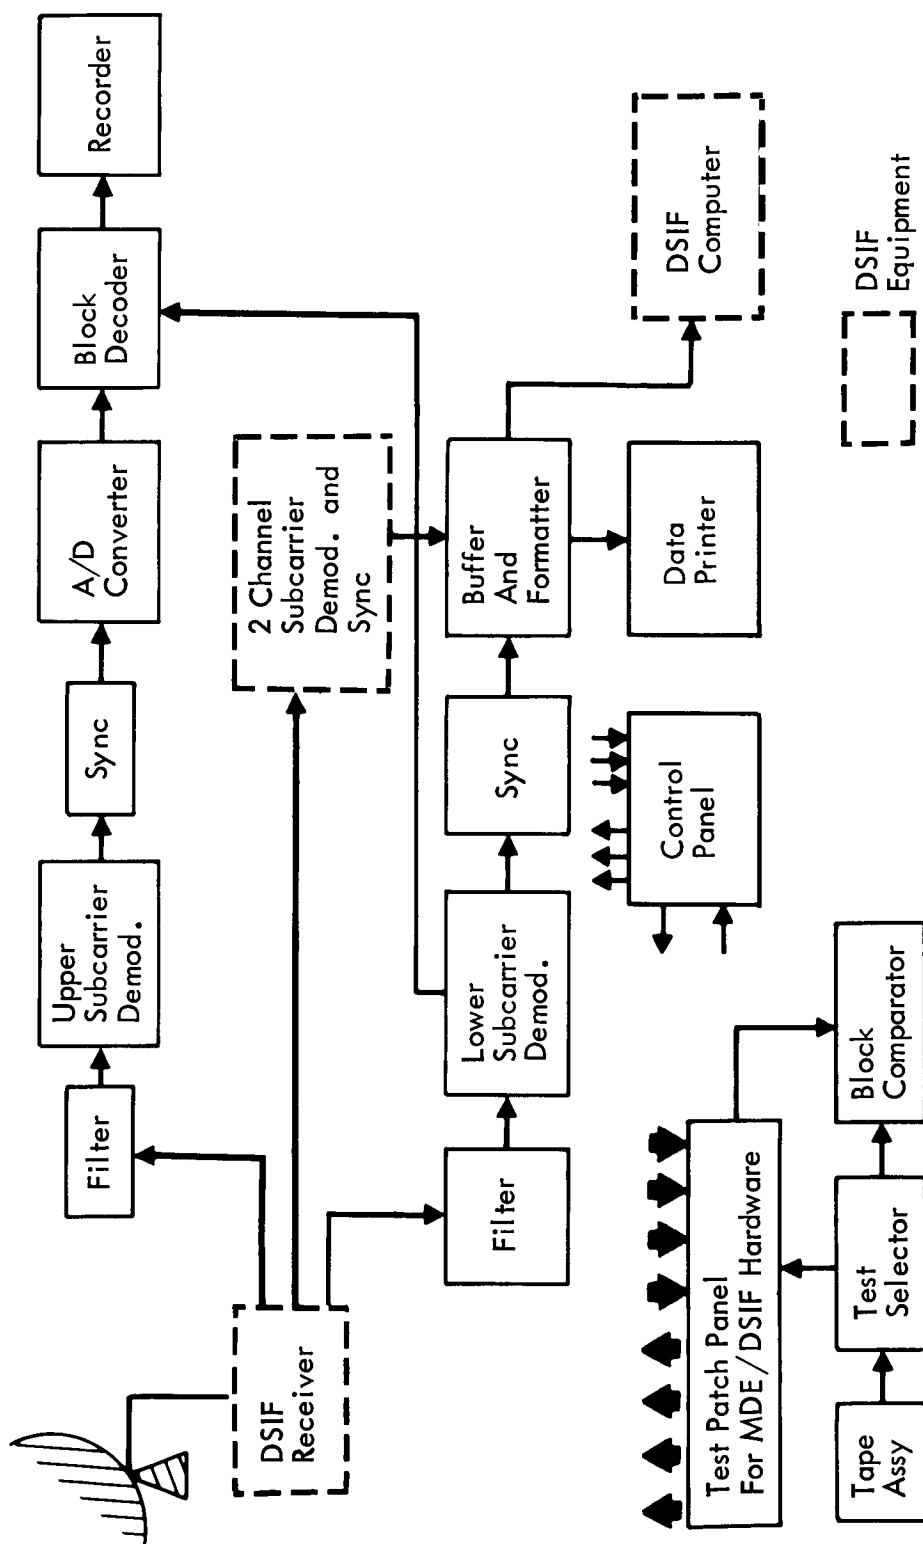 Filter
Upper
Subcarrier
Demod.
Sync
A/D
Converter
Block
Decoder
Recorder
DSIF
Receiver
2 Channel
Subcarrier
Demod. and
Sync
Filter
Lower
Subcarrier
Demod.
Sync
Buffer
And
Formatter
DSIF
Computer
Test Patch Panel
For MDE/DSIF Hardware
Control
Panel
Data
Printer
Tape
Assy
Test
Selector
Block
Comparator
DSIF
Equipment